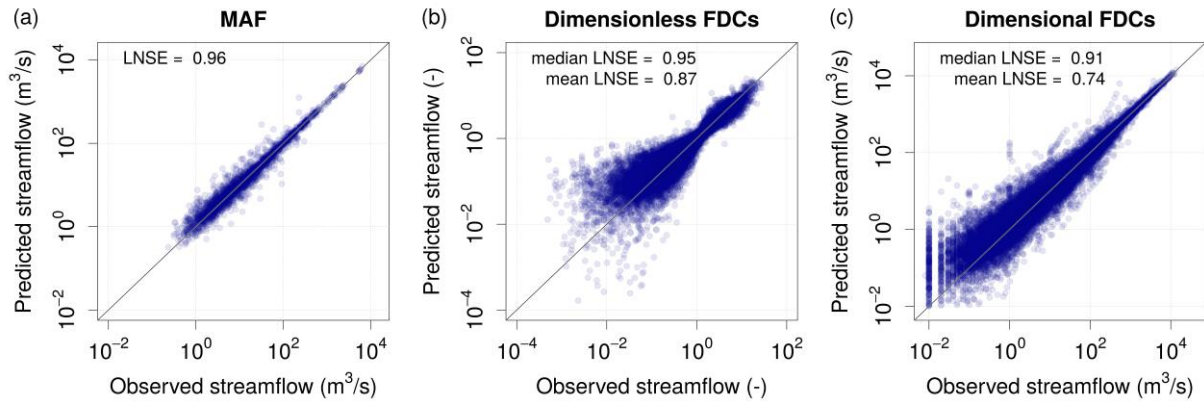 (a) MAF
LNSE = 0.96
Predicted streamflow (m³/s)
10⁴
10²
10⁰
10⁻²
10⁻² 10⁰ 10² 10⁴
Observed streamflow (m³/s)
(b) Dimensionless FDCs
median LNSE = 0.95
mean LNSE = 0.87
Predicted streamflow (-)
10²
10⁰
10⁻²
10⁻⁴
10⁻⁴ 10⁻² 10⁰ 10²
Observed streamflow (-)
(c) Dimensional FDCs
median LNSE = 0.91
mean LNSE = 0.74
Predicted streamflow (m³/s)
10⁴
10²
10⁰
10⁻²
10⁻² 10⁰ 10² 10⁴
Observed streamflow (m³/s)